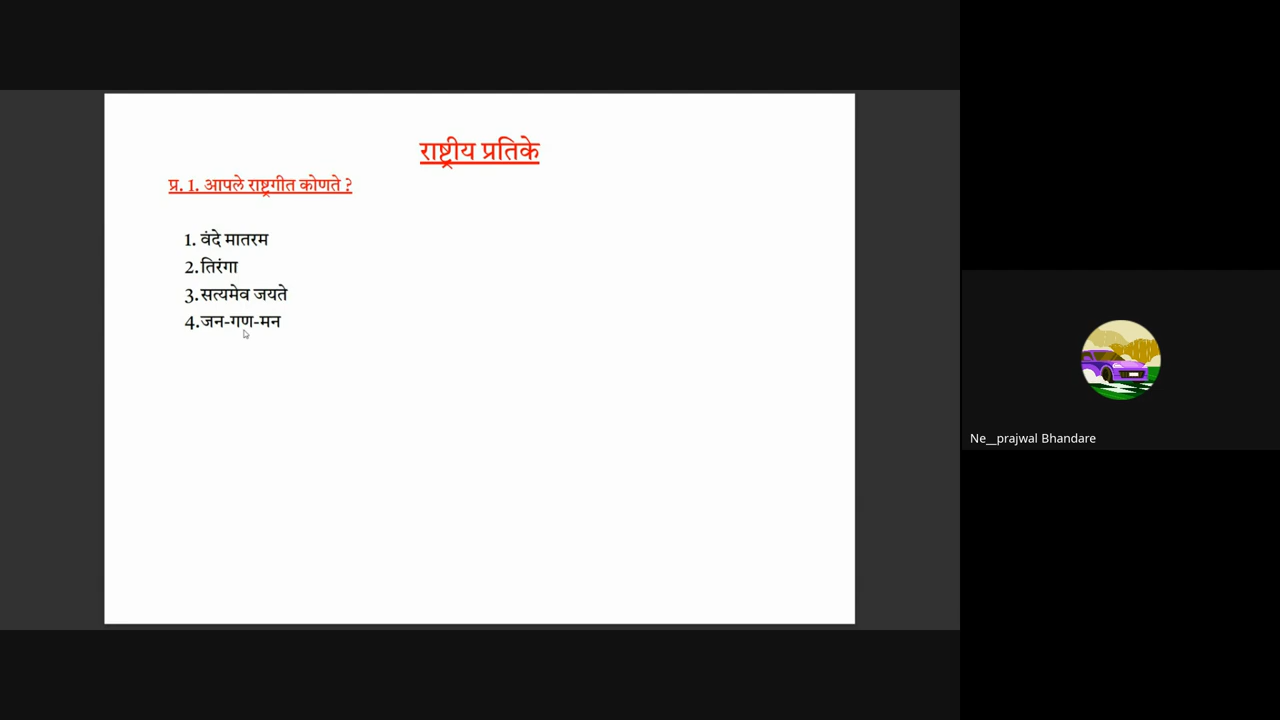 राष्ट्रीय प्रतिके
प्र. 1. आपले राष्ट्रगीत कोणते ?
1. वंदे मातरम
2. तिरंगा
3. सत्यमेव जयते
4. जन-गण-मन
Ne__prajwal Bhandare